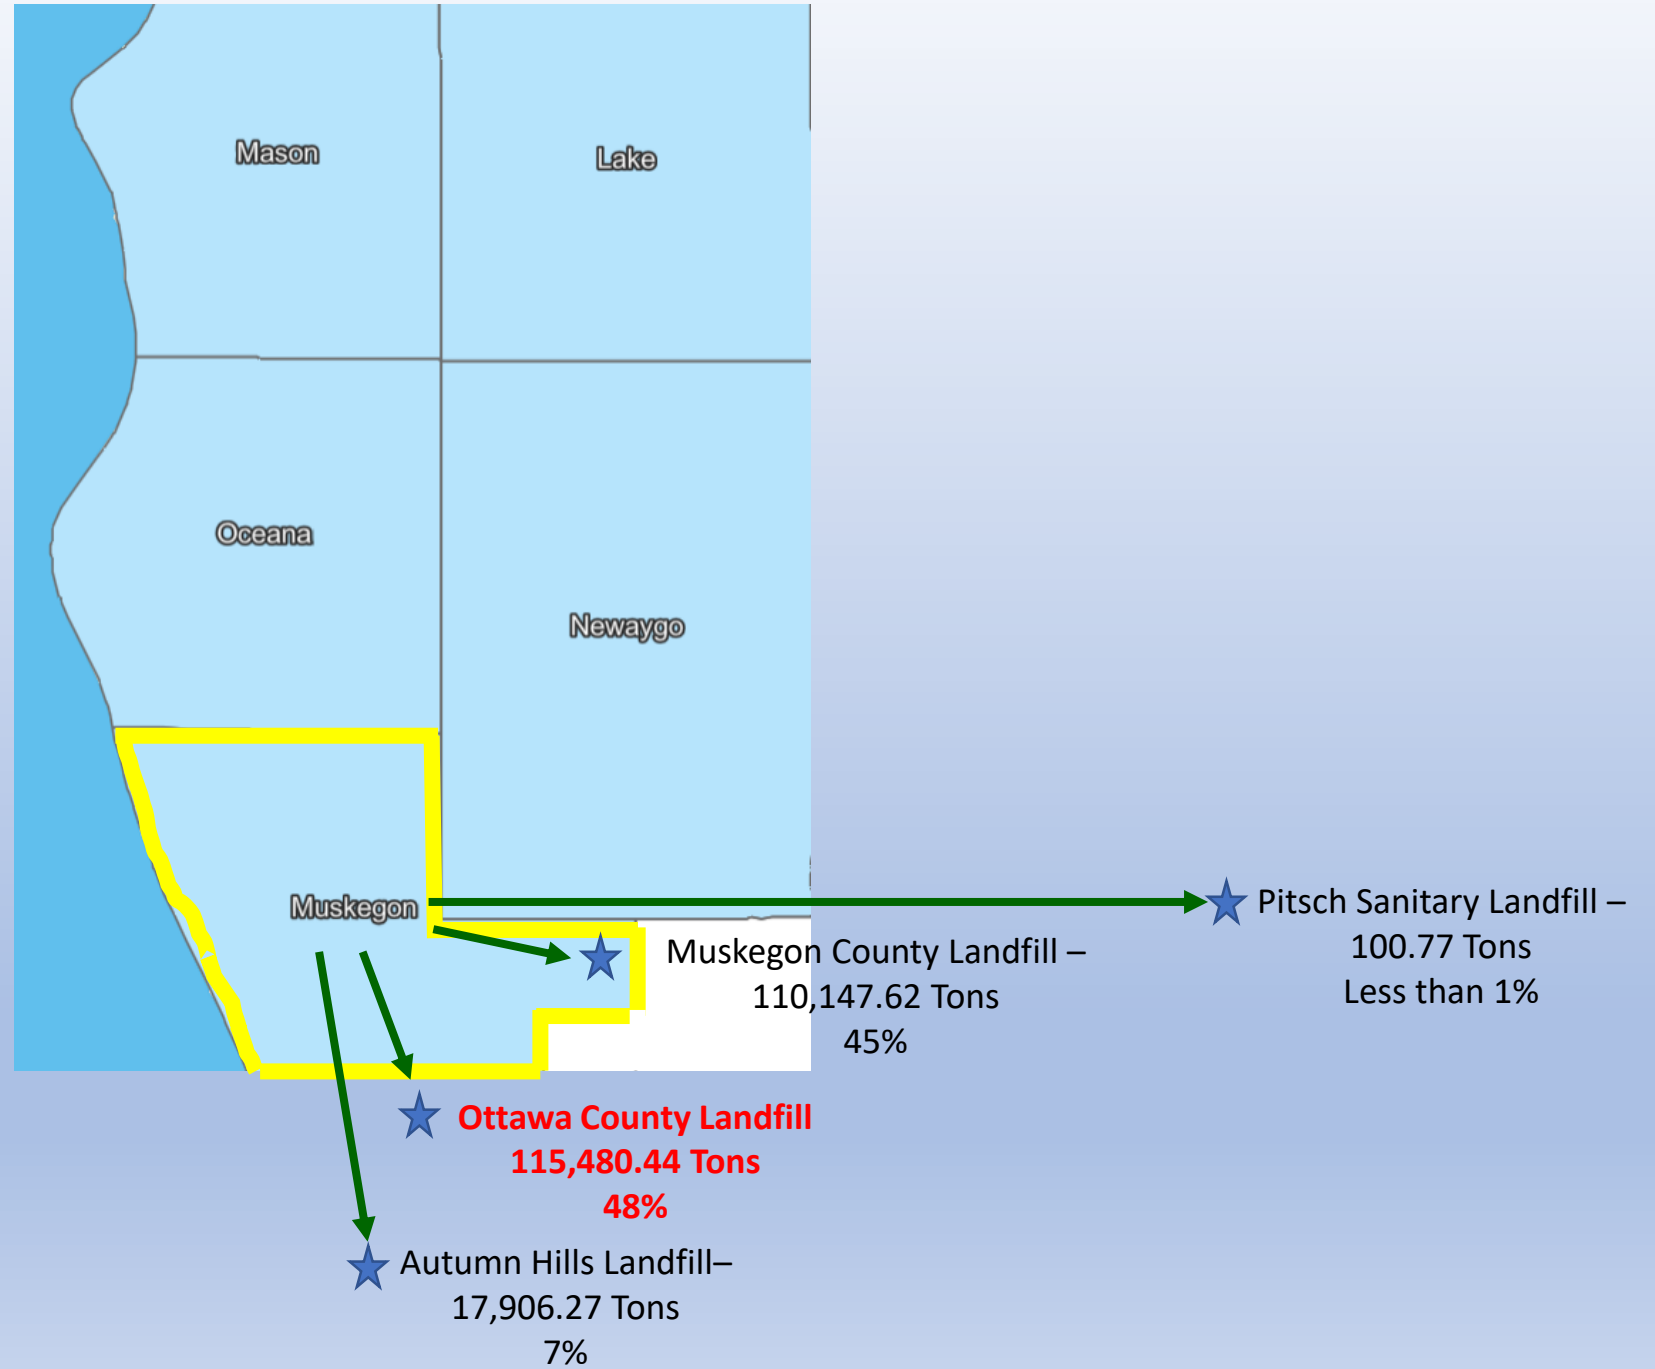 Mason
Lake
Oceana
Newaygo
Muskegon
Pitsch Sanitary Landfill –
100.77 Tons
Less than 1%
Muskegon County Landfill –
110,147.62 Tons
45%
Ottawa County Landfill
115,480.44 Tons
48%
Autumn Hills Landfill–
17,906.27 Tons
7%